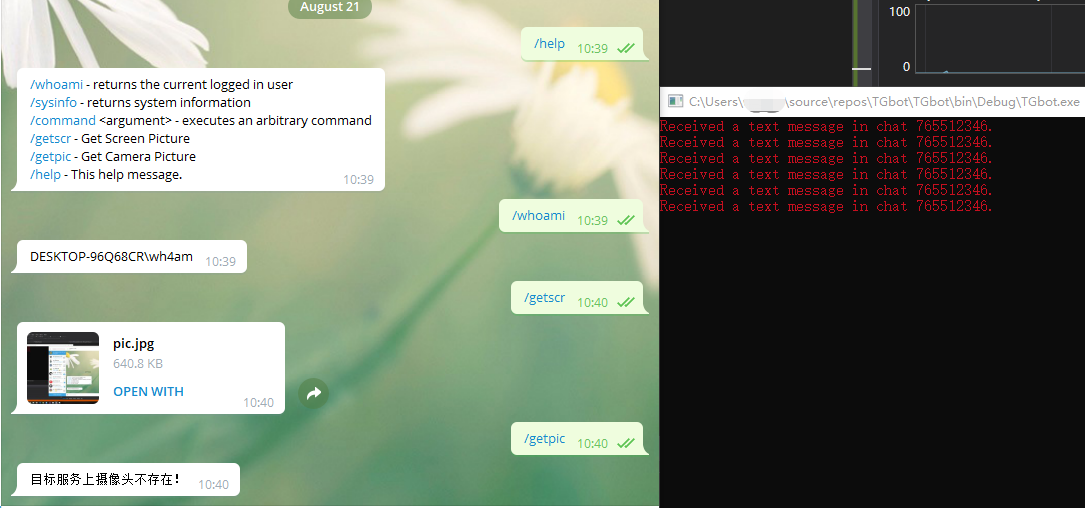 August 21
/help 10:39
/whoami - returns the current logged in user
/sysinfo - returns system information
/command <argument> - executes an arbitrary command
/getscr - Get Screen Picture
/getpic - Get Camera Picture
/help - This help message.
10:39
/whoami 10:39
DESKTOP-96Q68CR\wh4am 10:39
/getscr 10:40
pic.jpg
640.8 KB
OPEN WITH
10:40
/getpic 10:40
目标服务上摄像头不存在! 10:40
100
0
C:\Users\ \source\repos\TGbot\TGbot\bin\Debug\TGbot.exe
Received a text message in chat 765512346.
Received a text message in chat 765512346.
Received a text message in chat 765512346.
Received a text message in chat 765512346.
Received a text message in chat 765512346.
Received a text message in chat 765512346.